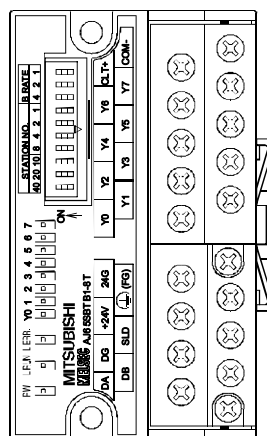 PW L RUN L ERR. Y0 1 2 3 4 5 6 7
STATION NO. B RATE
40 20 10 8 4 2 1 4 2 1
ON
MITSUBISHI
MELSEC AJ65SBTB1-8T
DA DG +24V 24G Y0 Y2 Y4 Y6 CLT+
DB SLD (FG) Y1 Y3 Y5 Y7 COM-